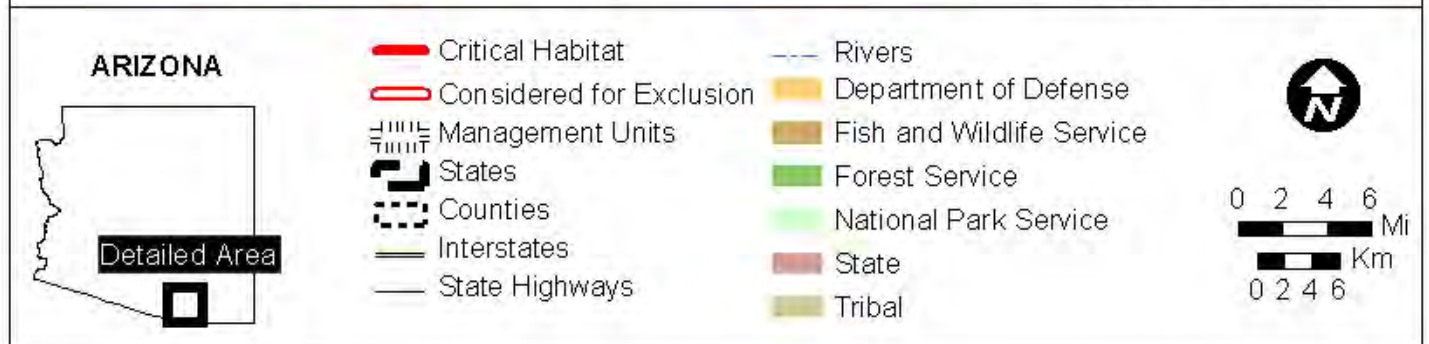 ARIZONA
Detailed Area
Critical Habitat
Considered for Exclusion
Management Units
States
Counties
Interstates
State Highways
Rivers
Department of Defense
Fish and Wildlife Service
Forest Service
National Park Service
State
Tribal
N
0 2 4 6
Mi
Km
0 2 4 6